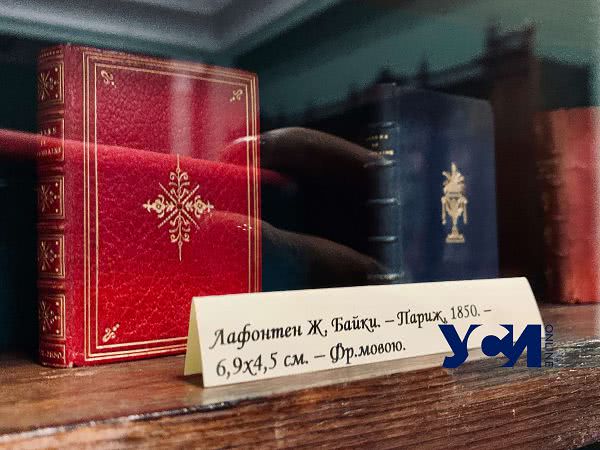 Лафонтен Ж. Байки. – Париж, 1850. –
6,9х4,5 см. – Фр.мовою.
УСИ
ONLINE